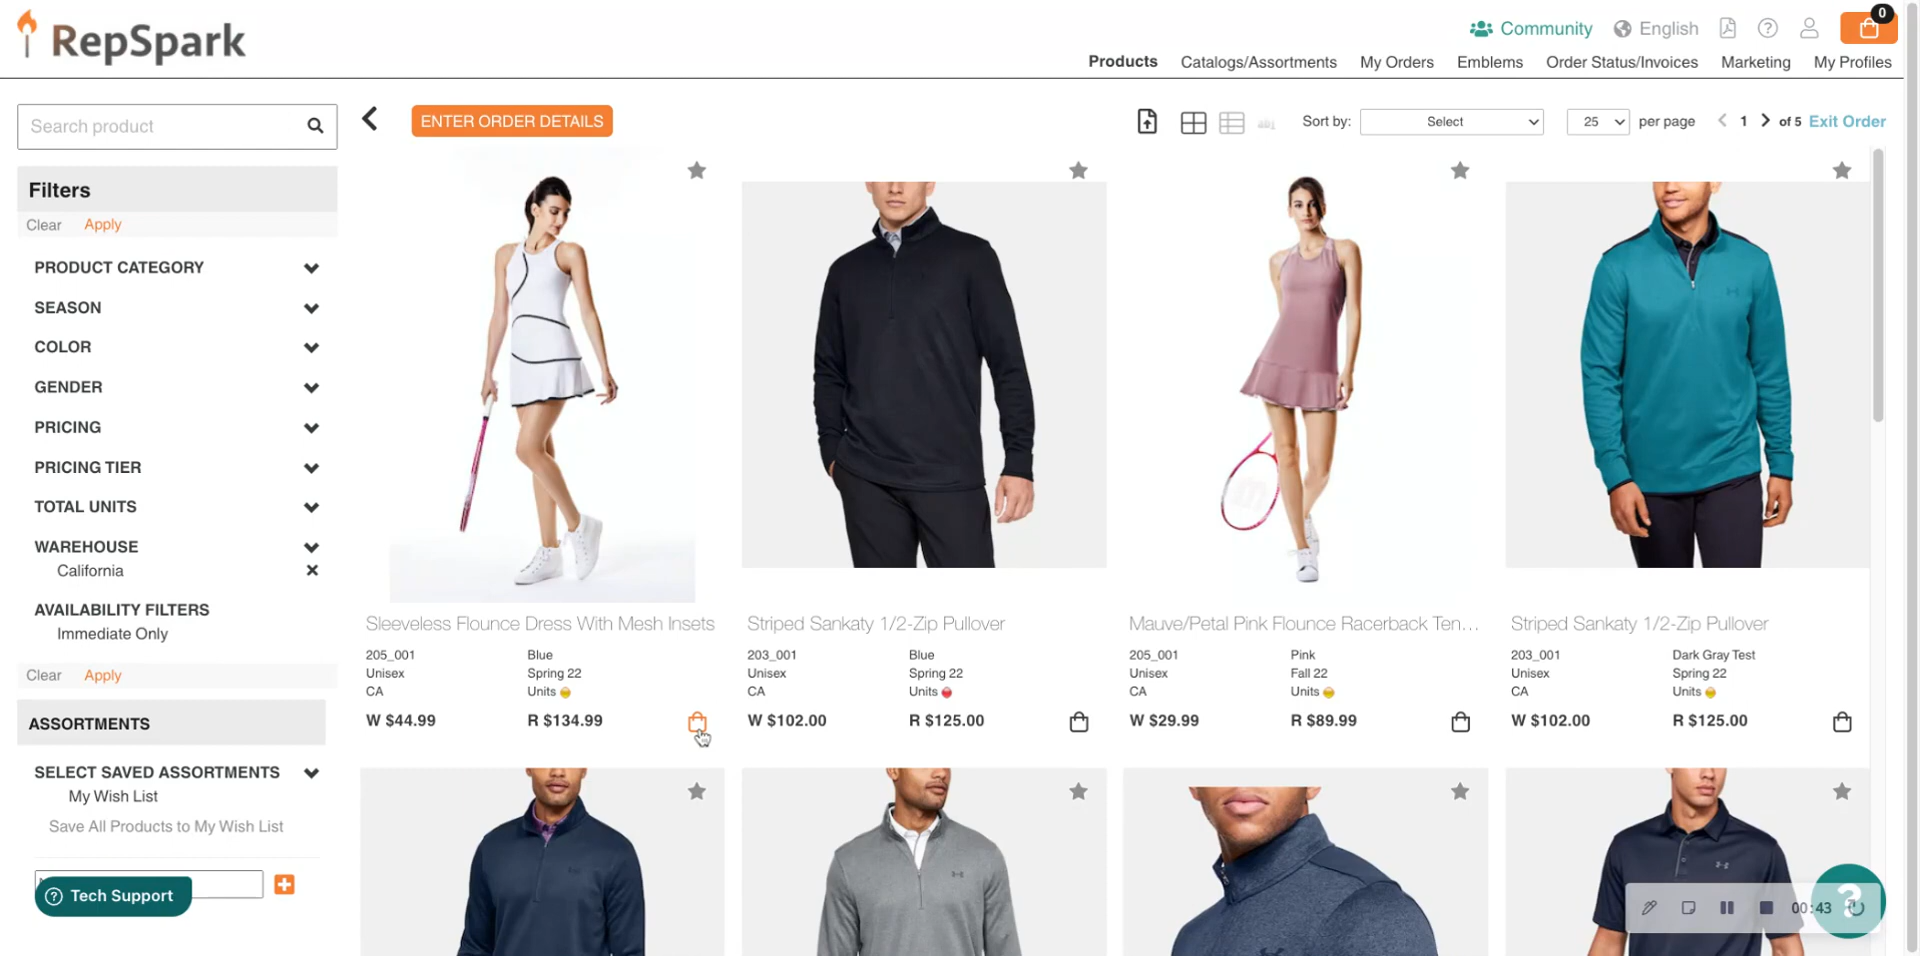 RepSpark
Community English 0
Products Catalogs/Assortments My Orders Emblems Order Status/Invoices Marketing My Profiles
Search product
ENTER ORDER DETAILS Sort by: Select 25 per page 1 of 5 Exit Order
Filters
Clear Apply
PRODUCT CATEGORY
SEASON
COLOR
GENDER
PRICING
PRICING TIER
TOTAL UNITS
WAREHOUSE
California
AVAILABILITY FILTERS
Immediate Only
Clear Apply
ASSORTMENTS
SELECT SAVED ASSORTMENTS
My Wish List
Save All Products to My Wish List
Tech Support
Sleeveless Flounce Dress With Mesh Insets
205_001 Blue
Unisex Spring 22
CA Units
W $44.99 R $134.99
Striped Sankaty 1/2-Zip Pullover
203_001 Blue
Unisex Spring 22
CA Units
W $102.00 R $125.00
Mauve/Petal Pink Flounce Racerback Ten...
205_001 Pink
Unisex Fall 22
CA Units
W $29.99 R $89.99
Striped Sankaty 1/2-Zip Pullover
203_001 Dark Gray Test
Unisex Spring 22
CA Units
W $102.00 R $125.00
00:43